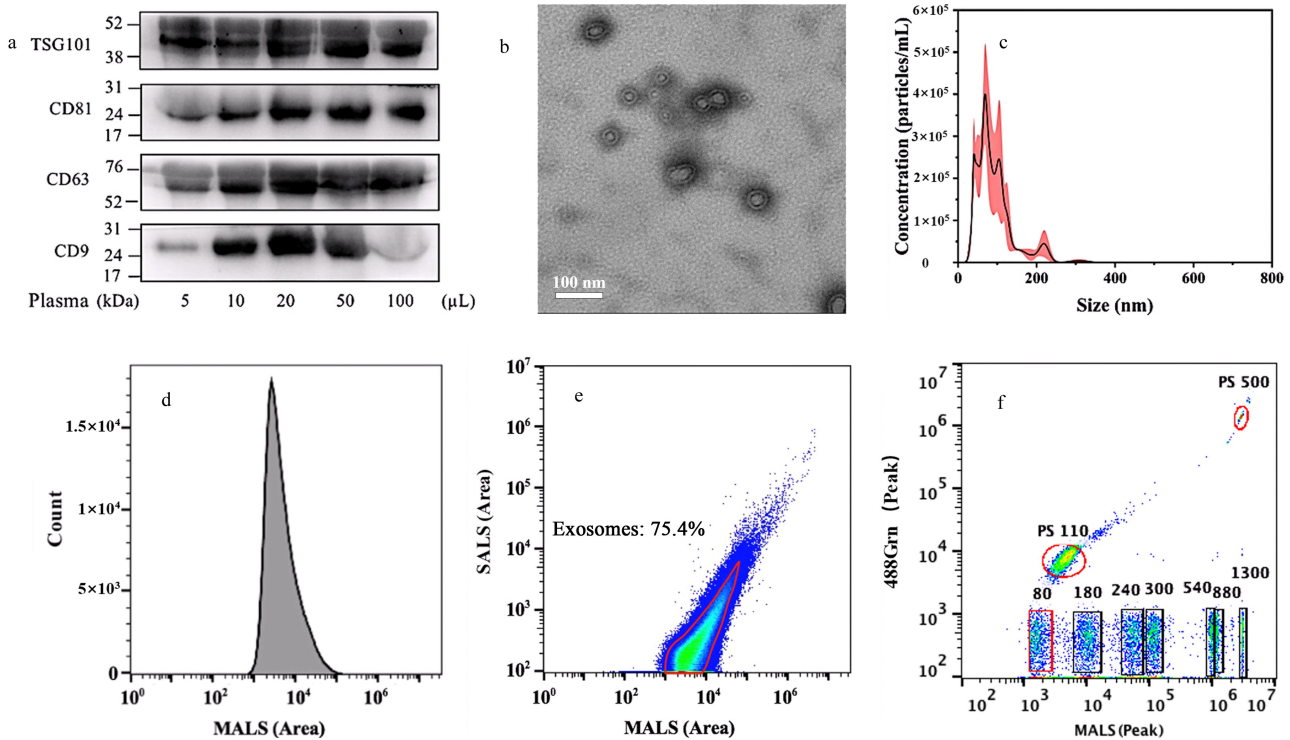 a
TSG101
52
38
CD81
31
24
17
CD63
76
52
CD9
31
24
17
Plasma (kDa) 5 10 20 50 100 (μL)
b
100 nm
c
Concentration (particles/mL)
6×10⁵
5×10⁵
4×10⁵
3×10⁵
2×10⁵
1×10⁵
0
0 200 400 600 800
Size (nm)
d
Count
1.5×10⁴
1×10⁴
5×10³
0
10⁰ 10² 10⁴ 10⁶
MALS (Area)
e
SALS (Area)
10⁷
10⁶
10⁵
10⁴
10³
10²
Exosomes: 75.4%
10⁰ 10² 10⁴ 10⁶
MALS (Area)
f
488Grn (Peak)
10⁷
10⁶
10⁵
10⁴
10³
10²
PS 500
PS 110
80 180 240 300 540 880 1300
10² 10³ 10⁴ 10⁵ 10⁶ 10⁷
MALS (Peak)